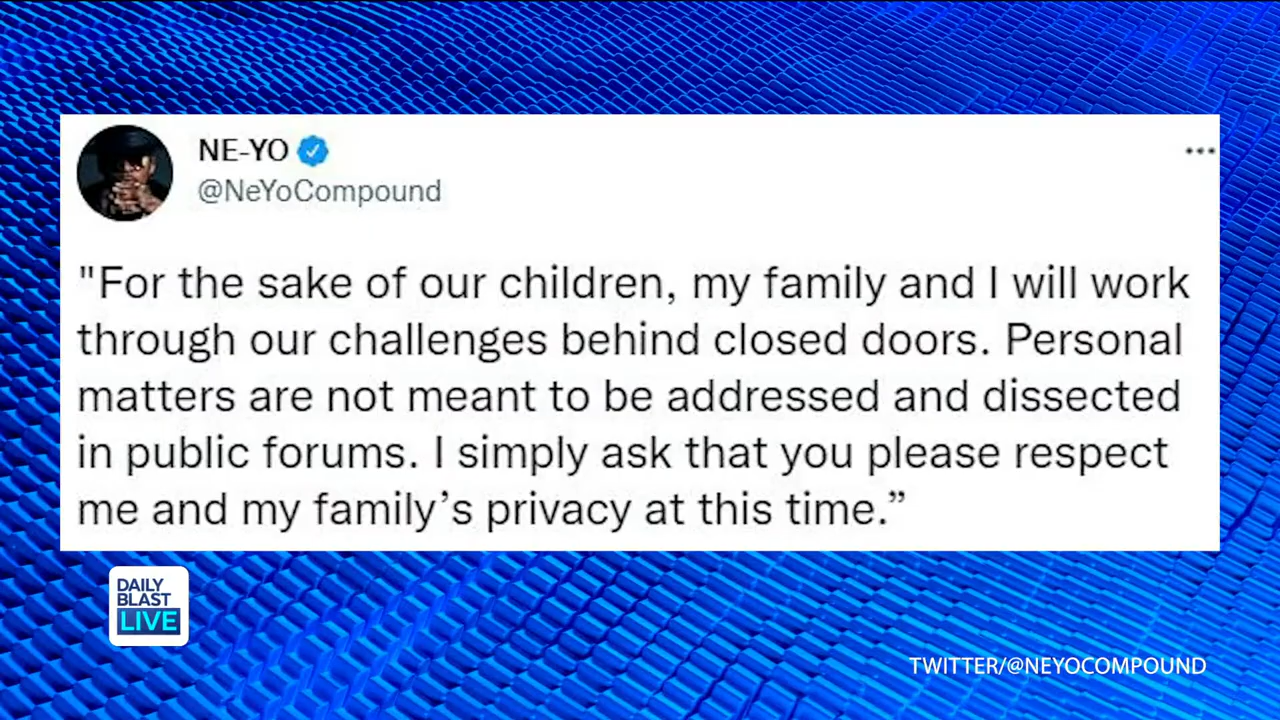 NE-YO
@NeYoCompound
"For the sake of our children, my family and I will work
through our challenges behind closed doors. Personal
matters are not meant to be addressed and dissected
in public forums. I simply ask that you please respect
me and my family’s privacy at this time.”
DAILY
BLAST
LIVE
TWITTER/@NEYOCOMPOUND